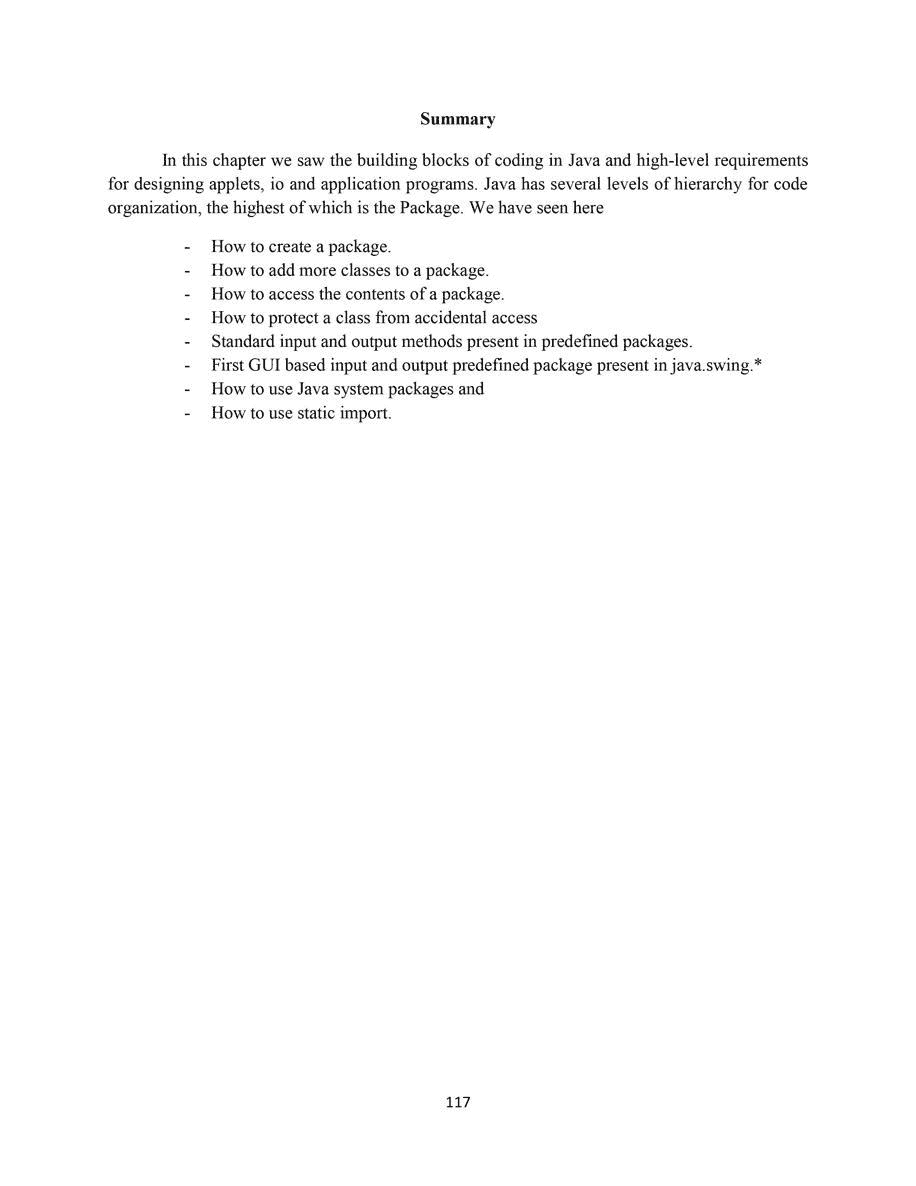 Summary
In this chapter we saw the building blocks of coding in Java and high-level requirements
for designing applets, io and application programs. Java has several levels of hierarchy for code
organization, the highest of which is the Package. We have seen here
- How to create a package.
- How to add more classes to a package.
- How to access the contents of a package.
- How to protect a class from accidental access
- Standard input and output methods present in predefined packages.
- First GUI based input and output predefined package present in java.swing.*
- How to use Java system packages and
- How to use static import.
117